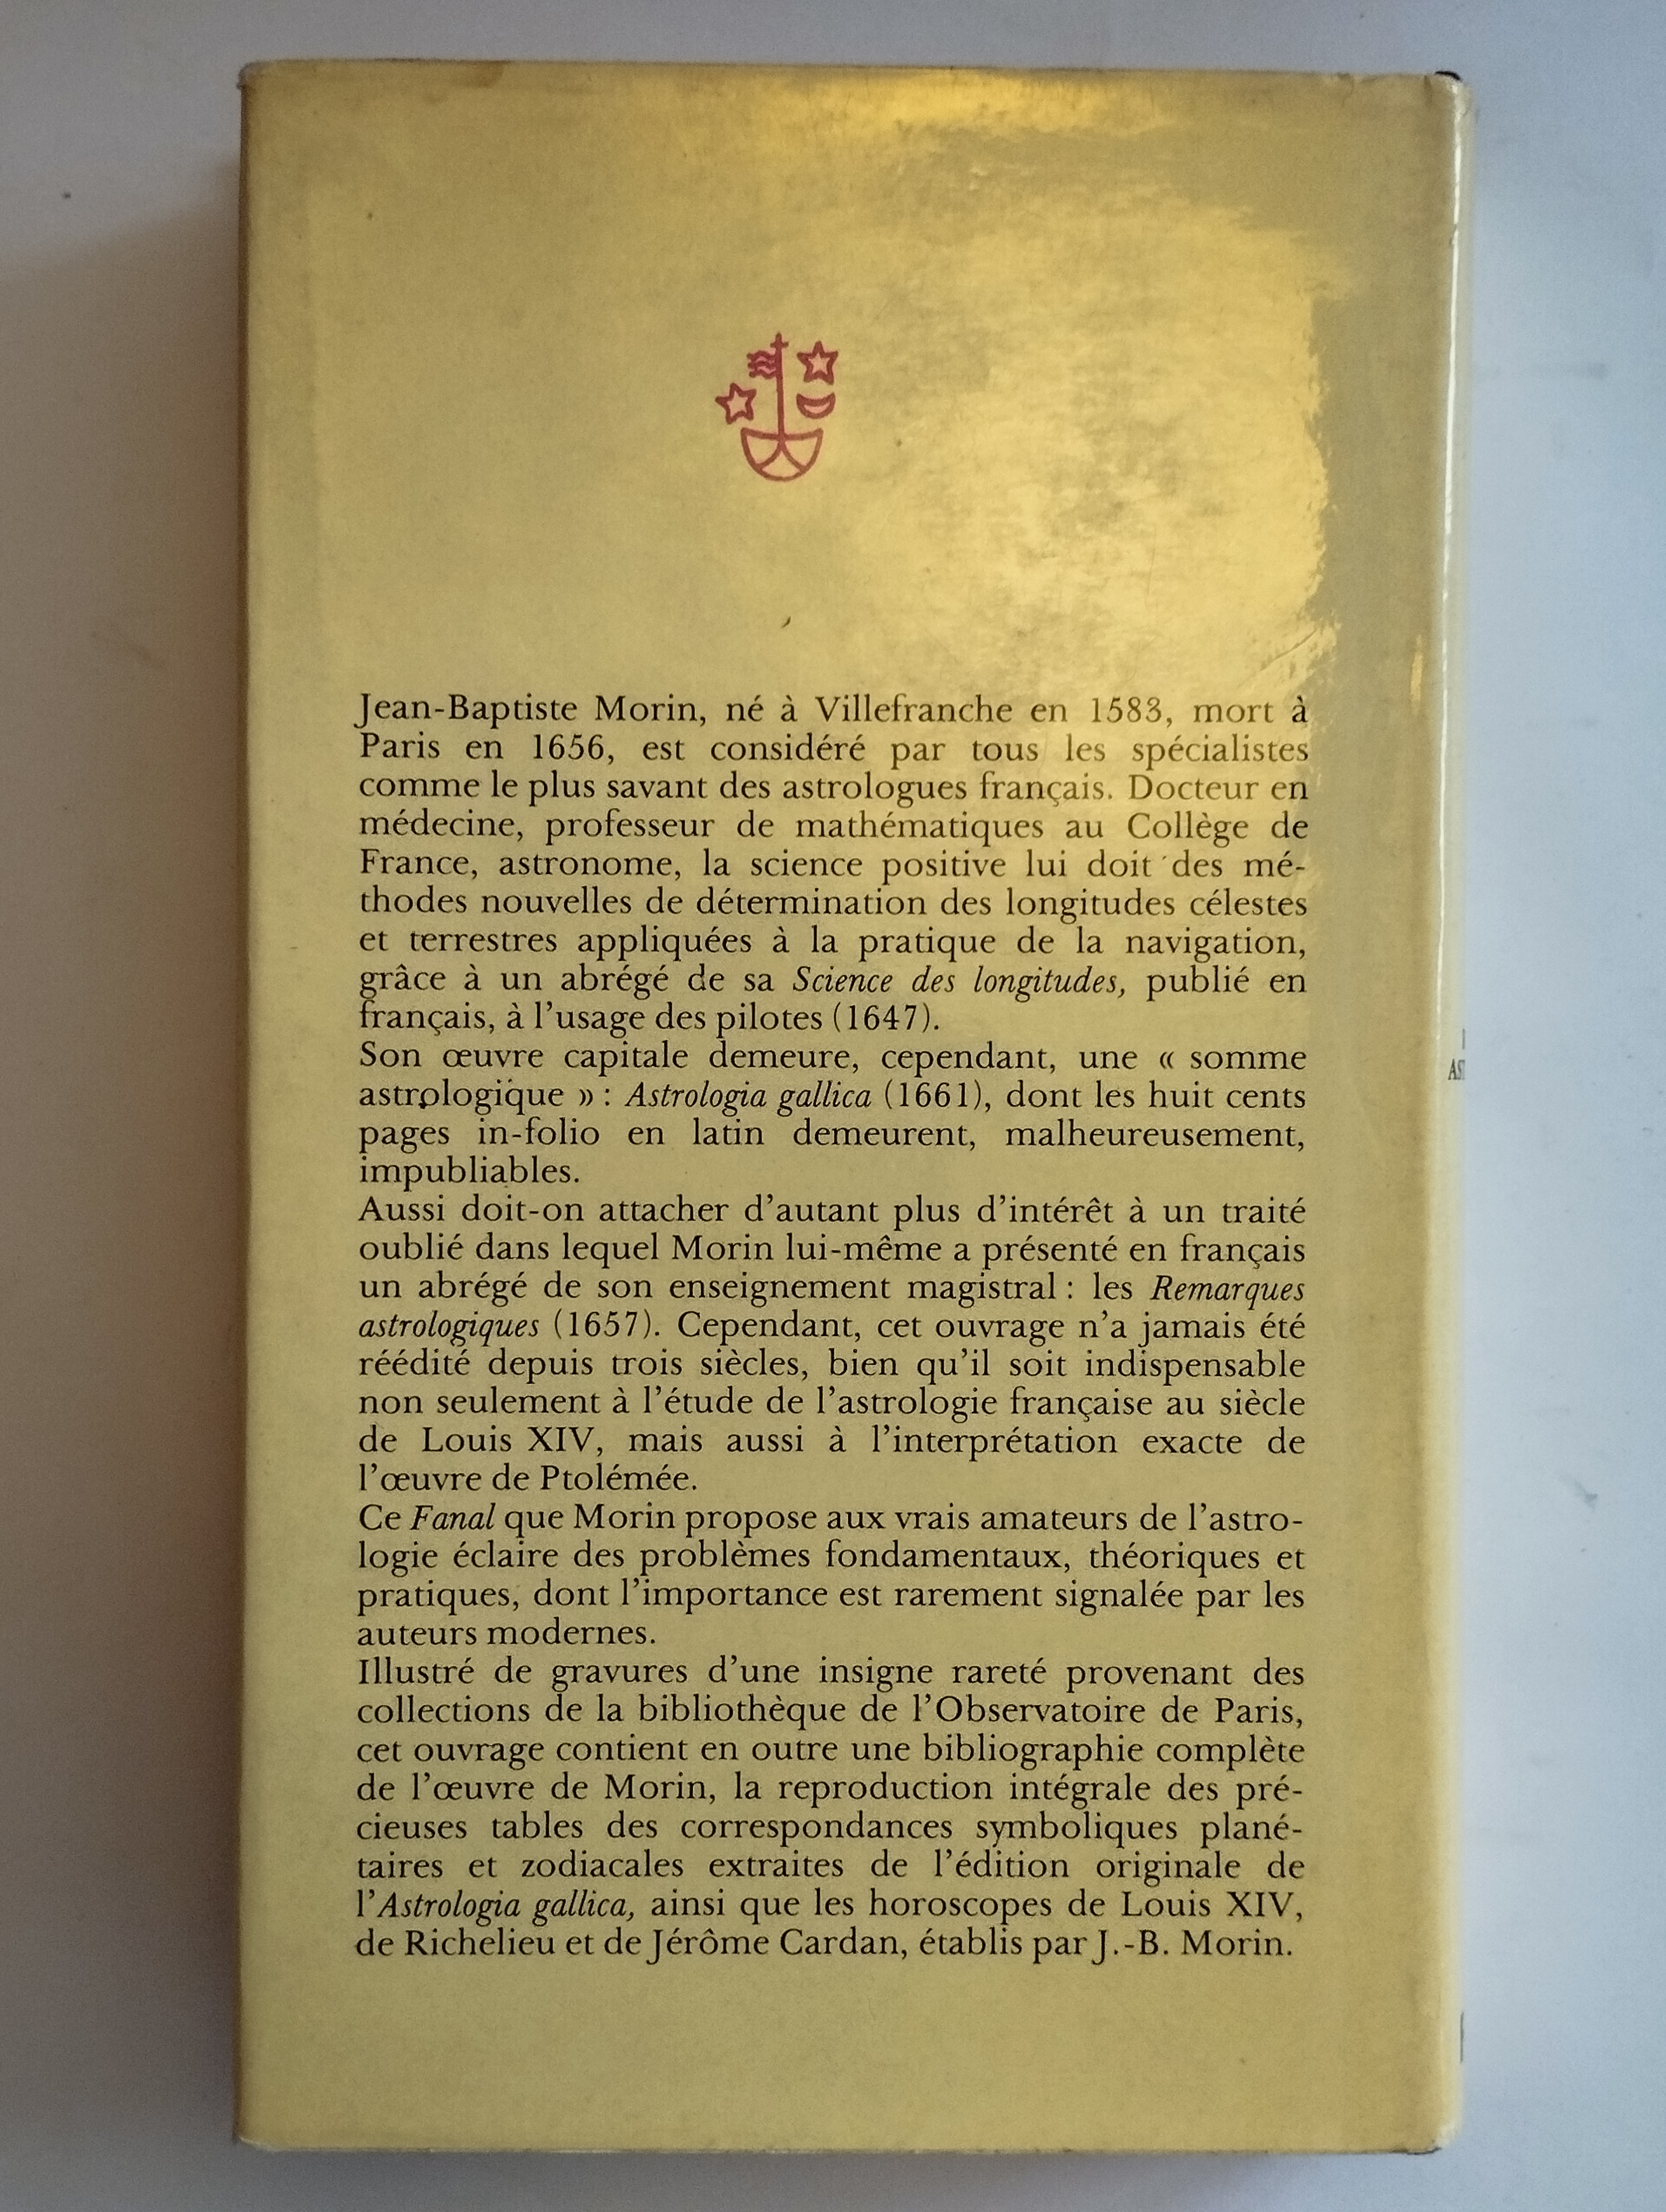 Jean-Baptiste Morin, né à Villefranche en 1583, mort à
Paris en 1656, est considéré par tous les spécialistes
comme le plus savant des astrologues français. Docteur en
médecine, professeur de mathématiques au Collège de
France, astronome, la science positive lui doit des mé-
thodes nouvelles de détermination des longitudes célestes
et terrestres appliquées à la pratique de la navigation,
grâce à un abrégé de sa Science des longitudes, publié en
français, à l'usage des pilotes (1647).
Son œuvre capitale demeure, cependant, une « somme
astrologique » : Astrologia gallica (1661), dont les huit cents
pages in-folio en latin demeurent, malheureusement,
impubliables.
Aussi doit-on attacher d'autant plus d'intérêt à un traité
oublié dans lequel Morin lui-même a présenté en français
un abrégé de son enseignement magistral : les Remarques
astrologiques (1657). Cependant, cet ouvrage n'a jamais été
réédité depuis trois siècles, bien qu'il soit indispensable
non seulement à l'étude de l'astrologie française au siècle
de Louis XIV, mais aussi à l'interprétation exacte de
l'œuvre de Ptolémée.
Ce Fanal que Morin propose aux vrais amateurs de l'astro-
logie éclaire des problèmes fondamentaux, théoriques et
pratiques, dont l'importance est rarement signalée par les
auteurs modernes.
Illustré de gravures d'une insigne rareté provenant des
collections de la bibliothèque de l'Observatoire de Paris,
cet ouvrage contient en outre une bibliographie complète
de l'œuvre de Morin, la reproduction intégrale des pré-
cieuses tables des correspondances symboliques plané-
taires et zodiacales extraites de l'édition originale de
l'Astrologia gallica, ainsi que les horoscopes de Louis XIV,
de Richelieu et de Jérôme Cardan, établis par J.-B. Morin.